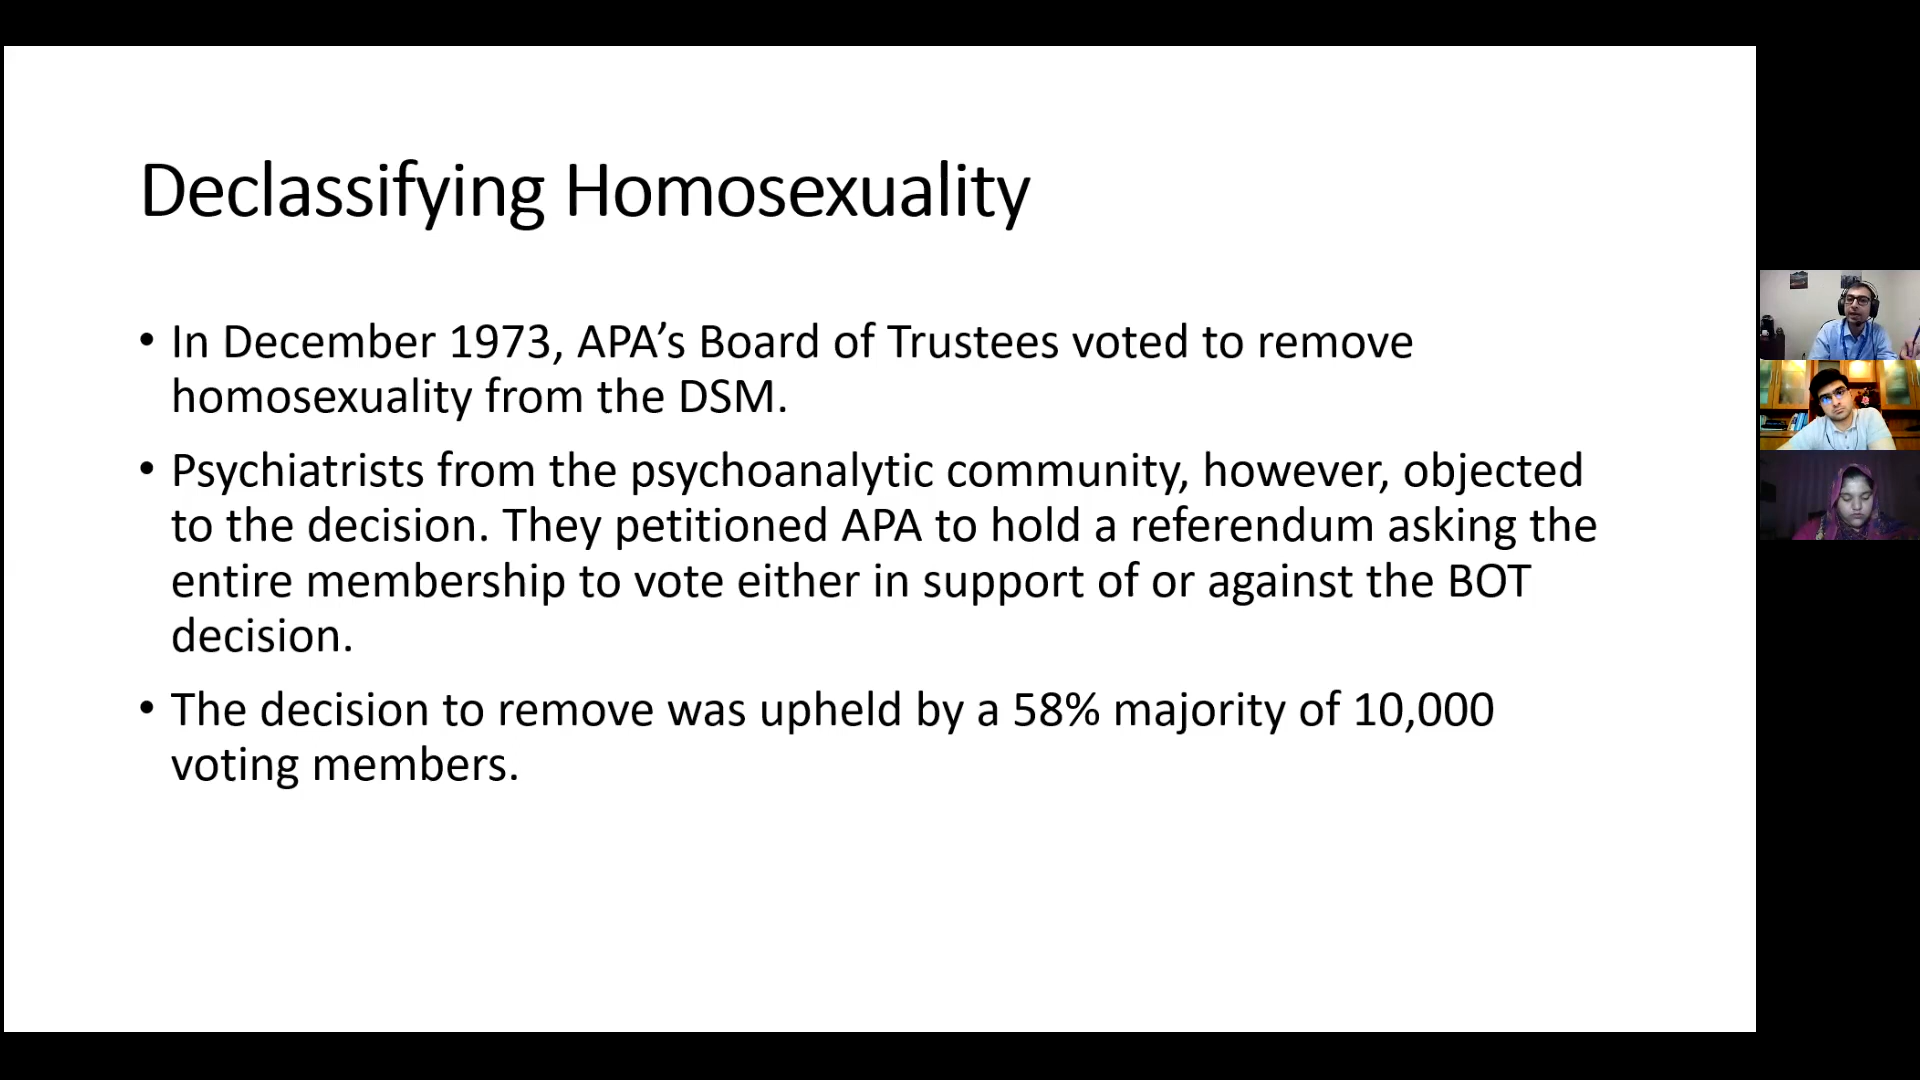 Declassifying Homosexuality
• In December 1973, APA’s Board of Trustees voted to remove
homosexuality from the DSM.
• Psychiatrists from the psychoanalytic community, however, objected
to the decision. They petitioned APA to hold a referendum asking the
entire membership to vote either in support of or against the BOT
decision.
• The decision to remove was upheld by a 58% majority of 10,000
voting members.